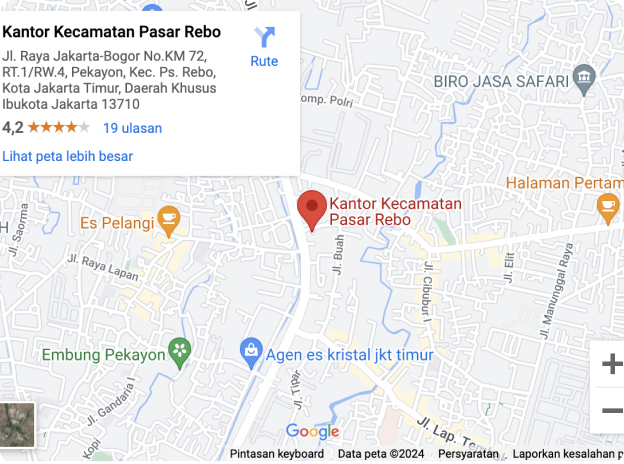 Kantor Kecamatan Pasar Rebo
Jl. Raya Jakarta-Bogor No.KM 72,
RT.1/RW.4, Pekayon, Kec. Ps. Rebo,
Kota Jakarta Timur, Daerah Khusus
Ibukota Jakarta 13710
4,2 19 ulasan
Lihat peta lebih besar
Rute
omp. Polri
BIRO JASA SAFARI
Halaman Pertam
Kantor Kecamatan
Pasar Rebo
Es Pelangi
H
Jl. Saorma
Jl. Raya Lapan
Jl. Buah
Jl. Cibubur I
Jl. Elit
Jl. Manunggal Raya
Embung Pekayon
Agen es kristal jkt timur
Jl. Gandaria I
Jl. Tipar
Jl. Lap. Te
Kopi
Google
Pintasan keyboard
Data peta ©2024
Persyaratan
Laporkan kesalahan p